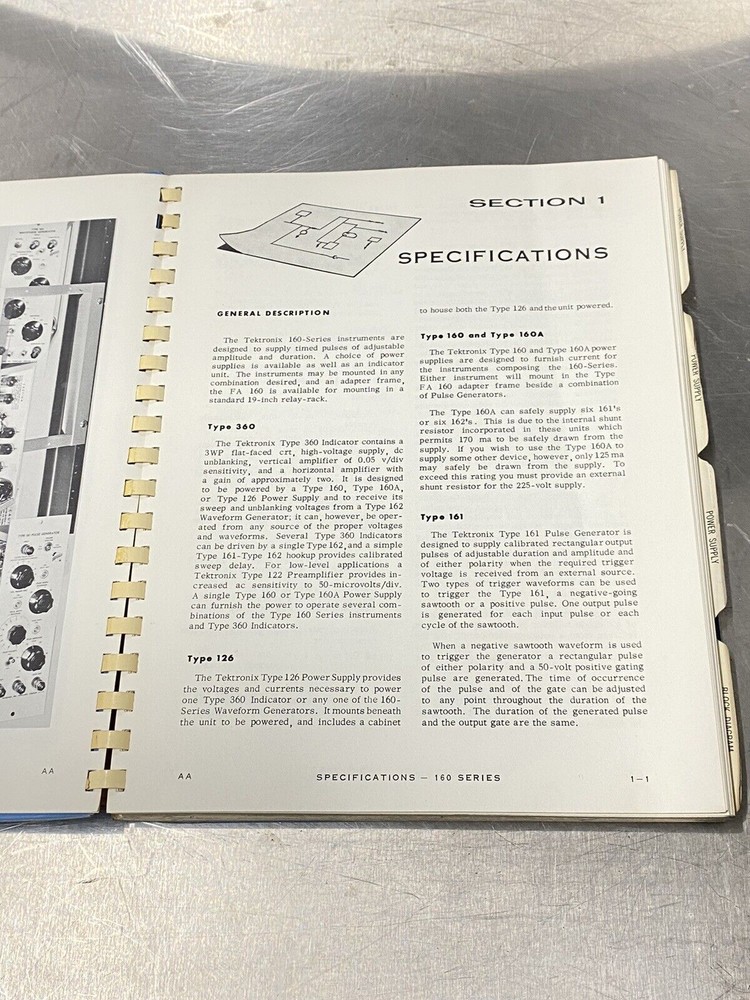 SECTION 1
SPECIFICATIONS
GENERAL DESCRIPTION
The Tektronix 160-Series instruments are
designed to supply timed pulses of adjustable
amplitude and duration. A choice of power
supplies is available as well as an indicator
unit. The instruments may be mounted in any
combination desired, and an adapter frame,
the FA 160 is available for mounting in a
standard 19-inch relay-rack.
Type 360
The Tektronix Type 360 Indicator contains a
3WP flat-faced crt, high-voltage supply, dc
unblanking, vertical amplifier of 0.05 v/div
sensitivity, and a horizontal amplifier with
a gain of approximately two. It is designed
to be powered by a Type 160, Type 160A,
or Type 126 Power Supply and to receive its
sweep and unblanking voltages from a Type 162
Waveform Generator; it can, however, be oper-
ated from any source of the proper voltages
and waveforms. Several Type 360 Indicators
can be driven by a single Type 162, and a simple
Type 161-Type 162 hookup provides calibrated
sweep delay. For low-level applications a
Tektronix Type 122 Preamplifier provides in-
creased ac sensitivity to 50-microvolts/div.
A single Type 160 or Type 160A Power Supply
can furnish the power to operate several com-
binations of the Type 160 Series instruments
and Type 360 Indicators.
Type 126
The Tektronix Type 126 Power Supply provides
the voltages and currents necessary to power
one Type 360 Indicator or any one of the 160-
Series Waveform Generators. It mounts beneath
the unit to be powered, and includes a cabinet
to house both the Type 126 and the unit powered.
Type 160 and Type 160A
The Tektronix Type 160 and Type 160A power
supplies are designed to furnish current for
the instruments composing the 160-Series.
Either instrument will mount in the Type
FA 160 adapter frame beside a combination
of Pulse Generators.
The Type 160A can safely supply six 161's
or six 162's. This is due to the internal shunt
resistor incorporated in these units which
permits 170 ma to be safely drawn from the
supply. If you wish to use the Type 160A to
supply some other device, however, only 125 ma
may safely be drawn from the supply. To
exceed this rating you must provide an external
shunt resistor for the 225-volt supply.
Type 161
The Tektronix Type 161 Pulse Generator is
designed to supply calibrated rectangular output
pulses of adjustable duration and amplitude and
of either polarity when the required trigger
voltage is received from an external source.
Two types of trigger waveforms can be used
to trigger the Type 161, a negative-going
sawtooth or a positive pulse. One output pulse
is generated for each input pulse or each
cycle of the sawtooth.
When a negative sawtooth waveform is used
to trigger the generator a rectangular pulse
of either polarity and a 50-volt positive gating
pulse are generated. The time of occurrence
of the pulse and of the gate can be adjusted
to any point throughout the duration of the
sawtooth. The duration of the generated pulse
and the output gate are the same.
AA
AA
SPECIFICATIONS — 160 SERIES
1-1
POWER SUPPLY
POWER SUPPLY
BLOCK DIAGRAM